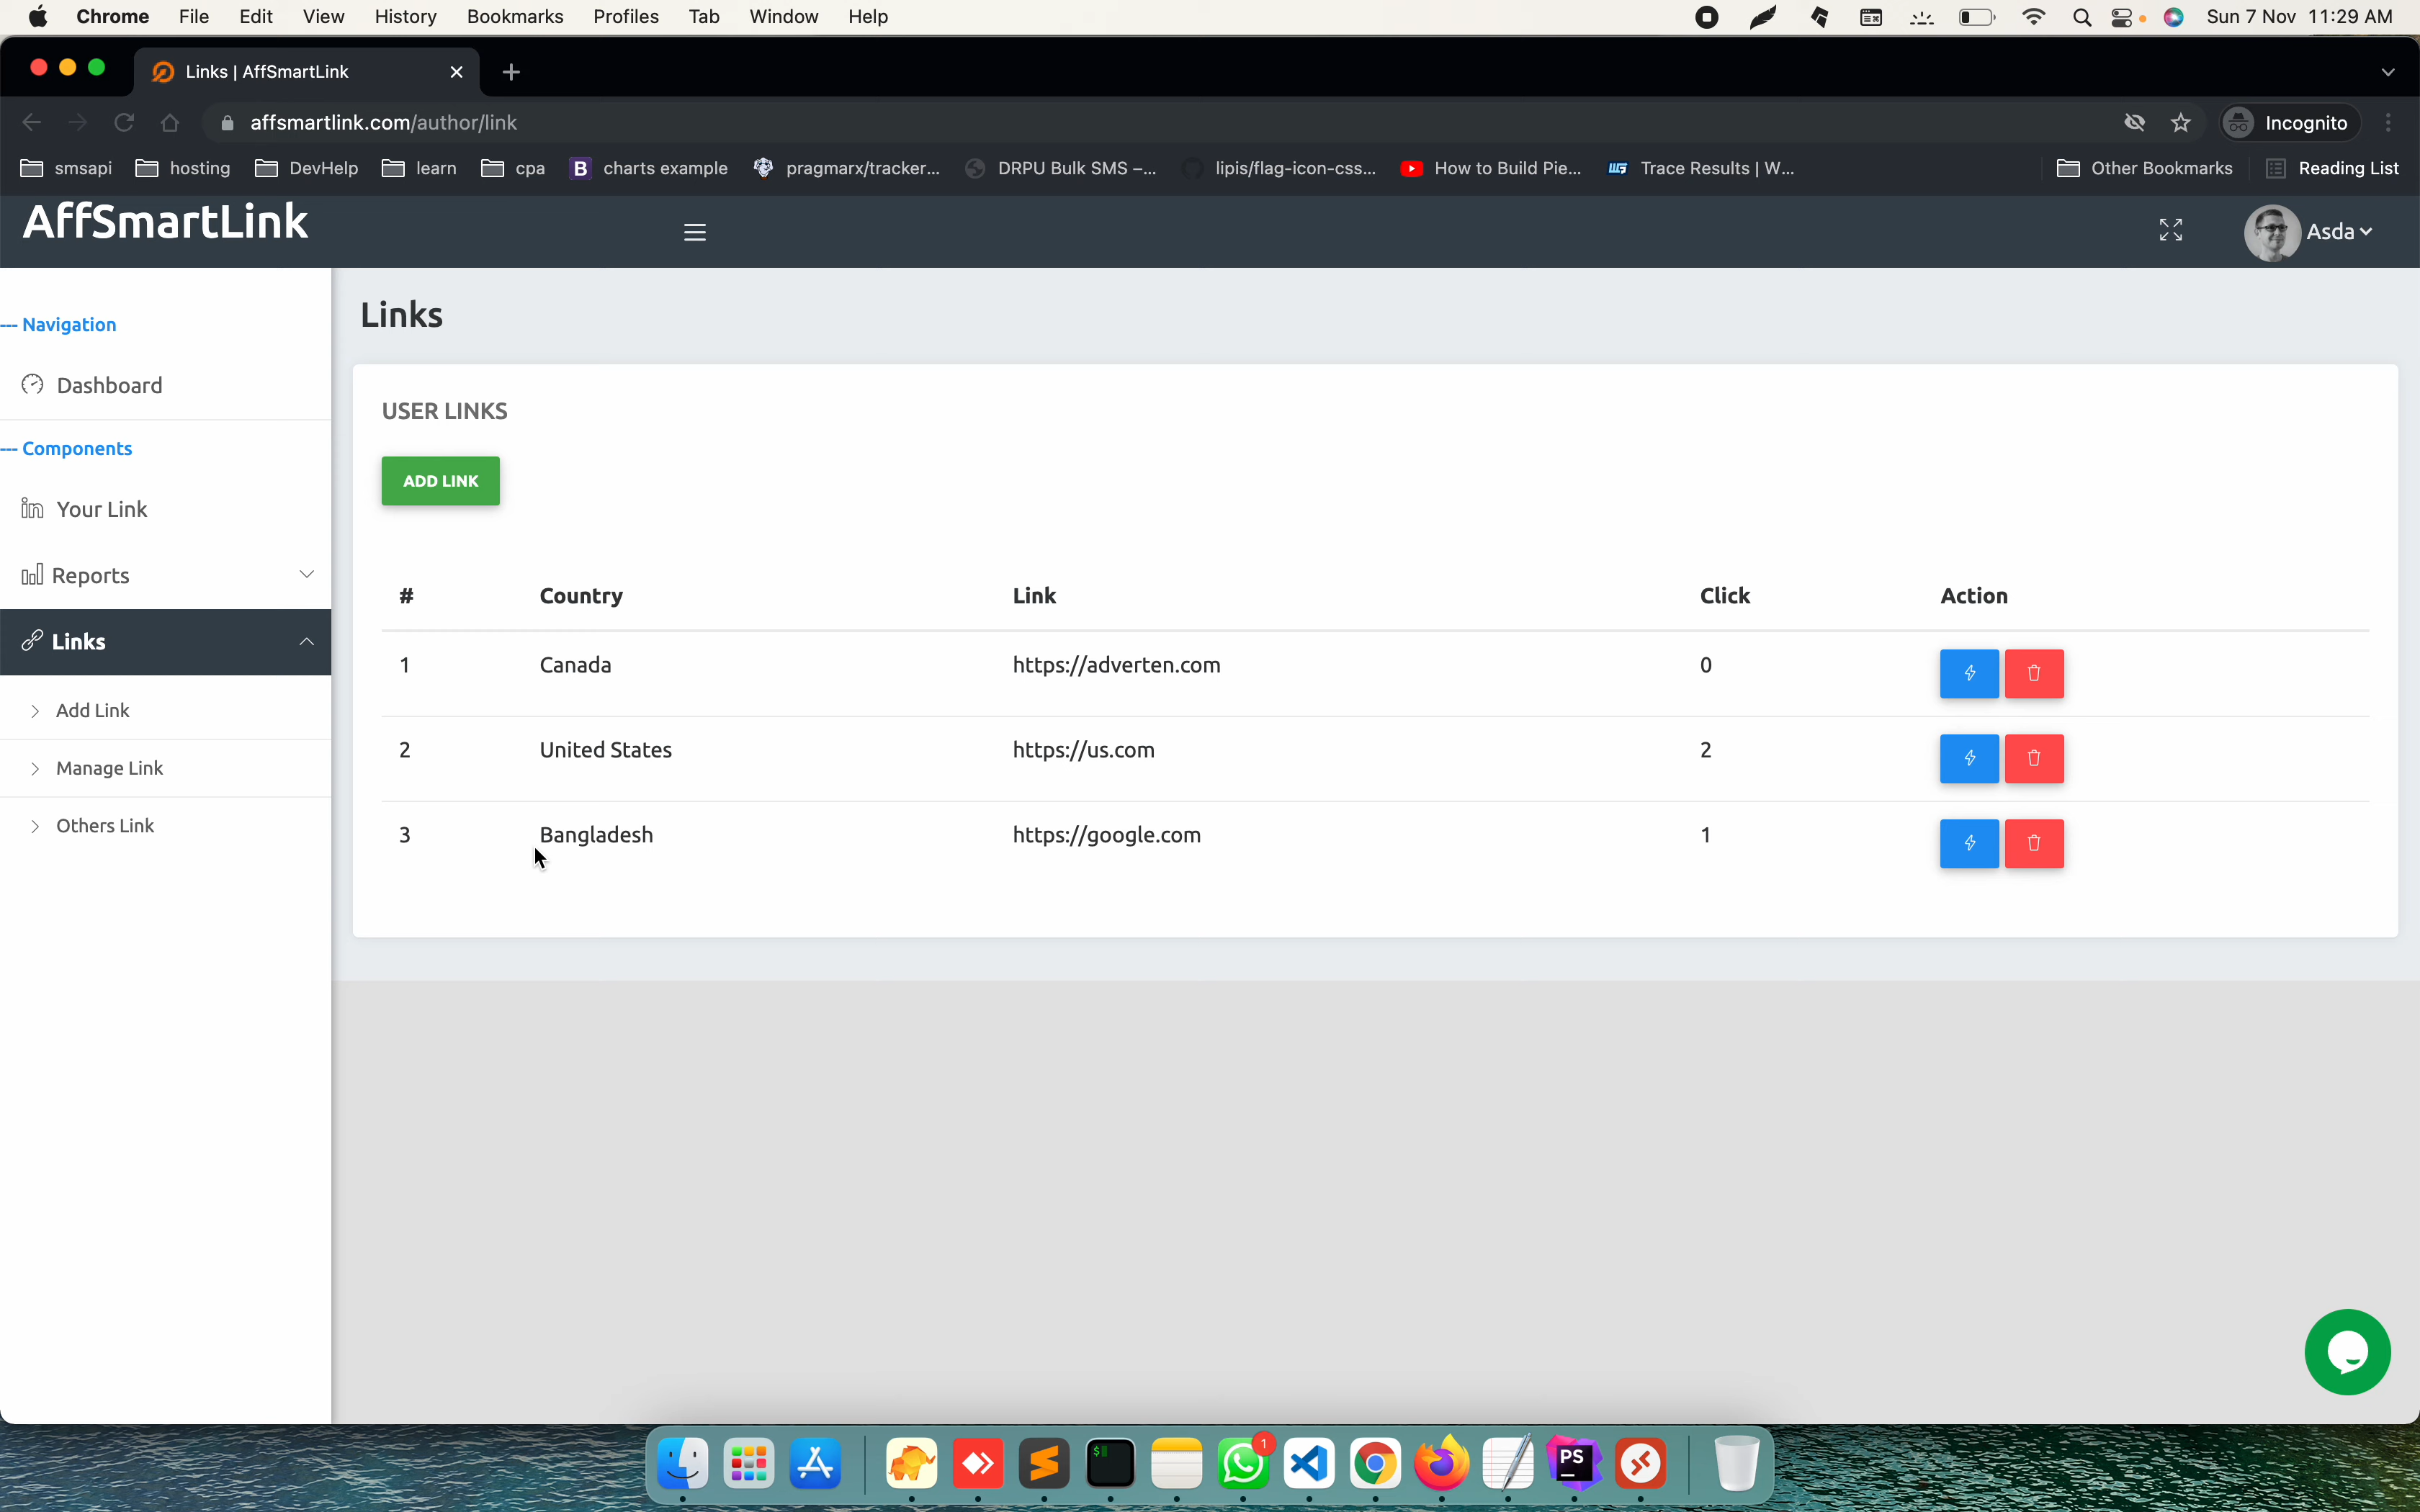 Chrome File Edit View History Bookmarks Profiles Tab Window Help Sun 7 Nov 11:29 AM
Links | AffSmartLink
affsmartlink.com/author/link Incognito
smsapi hosting DevHelp learn cpa B charts example pragmarx/tracker... DRPU Bulk SMS –... lipis/flag-icon-css... How to Build Pie... Trace Results | W... Other Bookmarks Reading List
AffSmartLink Asda
--- Navigation
Dashboard
--- Components
Your Link
Reports
Links
Add Link
Manage Link
Others Link
Links
USER LINKS
ADD LINK
# Country Link Click Action
1 Canada https://adverten.com 0
2 United States https://us.com 2
3 Bangladesh https://google.com 1
$ 1 PS